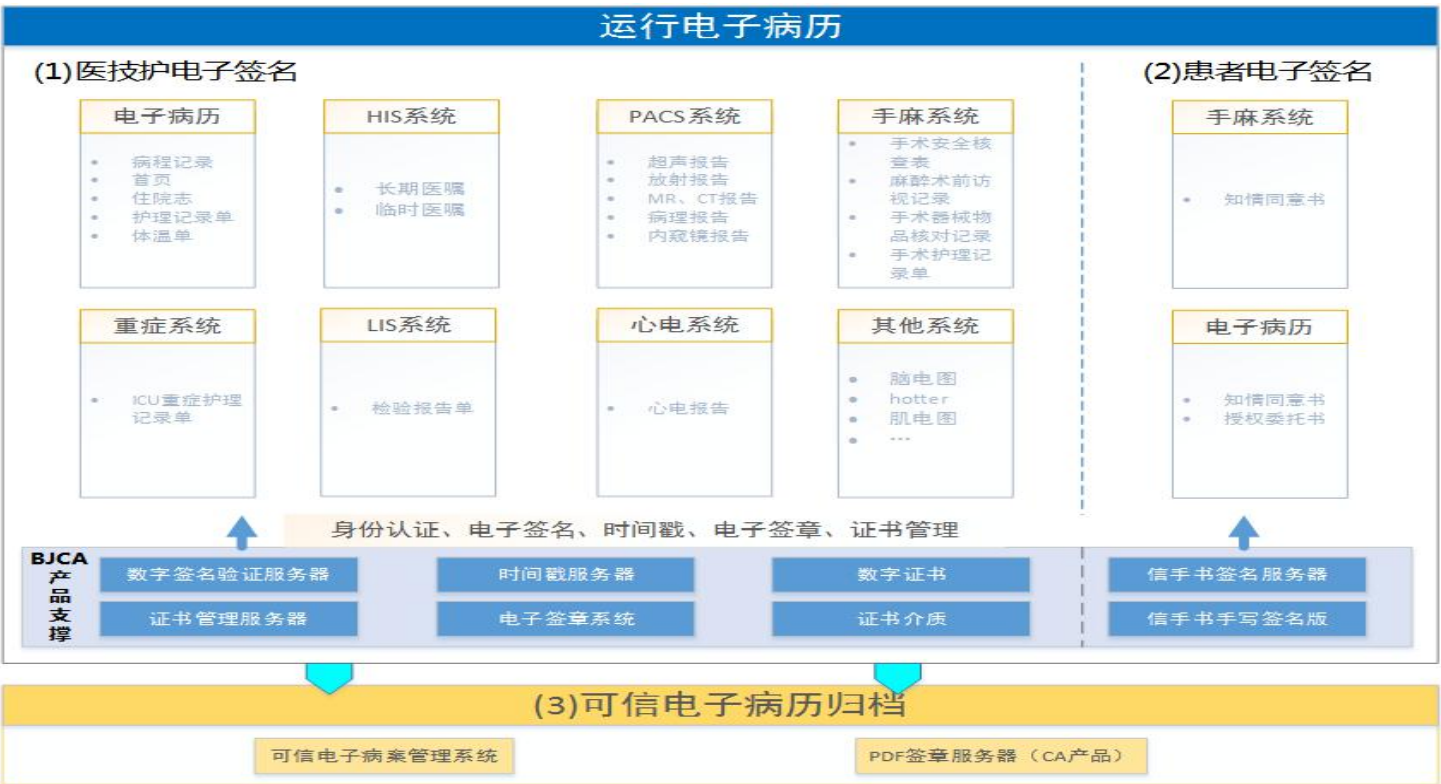 运行电子病历
(1)医技护电子签名
(2)患者电子签名
电子病历
• 病程记录
• 首页
• 住院志
• 护理记录单
• 体温单
HIS系统
• 长期医嘱
• 临时医嘱
PACS系统
• 超声报告
• 放射报告
• MR、CT报告
• 病理报告
• 内窥镜报告
手麻系统
• 手术安全核
查表
• 麻醉术前访
视记录
• 手术器械物
品核对记录
• 手术护理记
录单
手麻系统
• 知情同意书
重症系统
• ICU重症护理
记录单
LIS系统
• 检验报告单
心电系统
• 心电报告
其他系统
• 脑电图
• hotter
• 肌电图
• …
电子病历
• 知情同意书
• 授权委托书
身份认证、电子签名、时间戳、电子签章、证书管理
BJCA
产
品
支
撑
数字签名验证服务器
时间戳服务器
数字证书
信手书签名服务器
证书管理服务器
电子签章系统
证书介质
信手书手写签名版
(3)可信电子病历归档
可信电子病案管理系统
PDF签章服务器（CA产品）